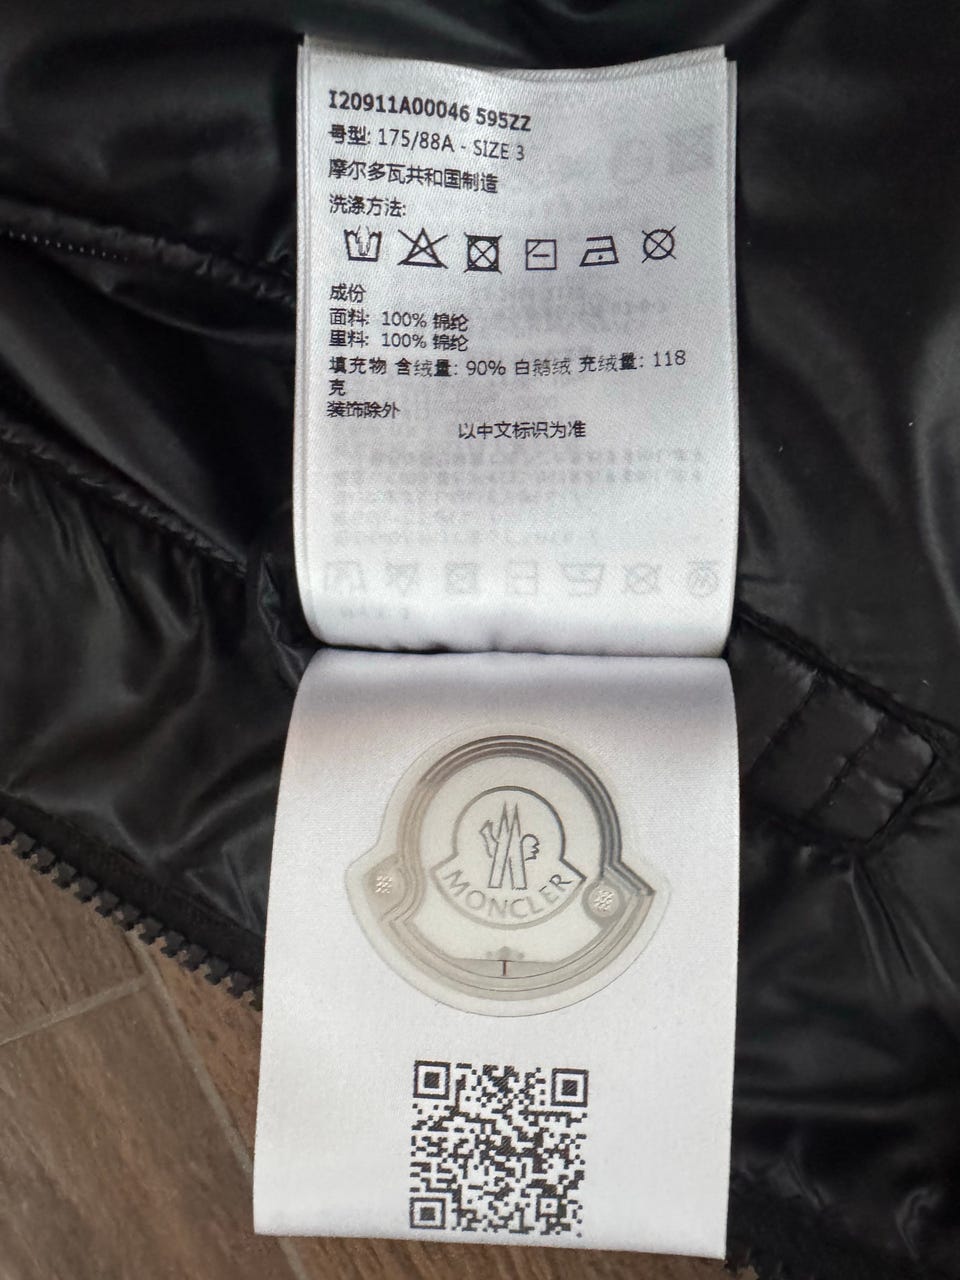 I20911A00046 595ZZ
号型: 175/88A - SIZE 3
摩尔多瓦共和国制造
洗涤方法:
成份
面料: 100% 锦纶
里料: 100% 锦纶
填充物 含绒量: 90% 白鹅绒 充绒量: 118
克
装饰除外
以中文标识为准
MONCLER